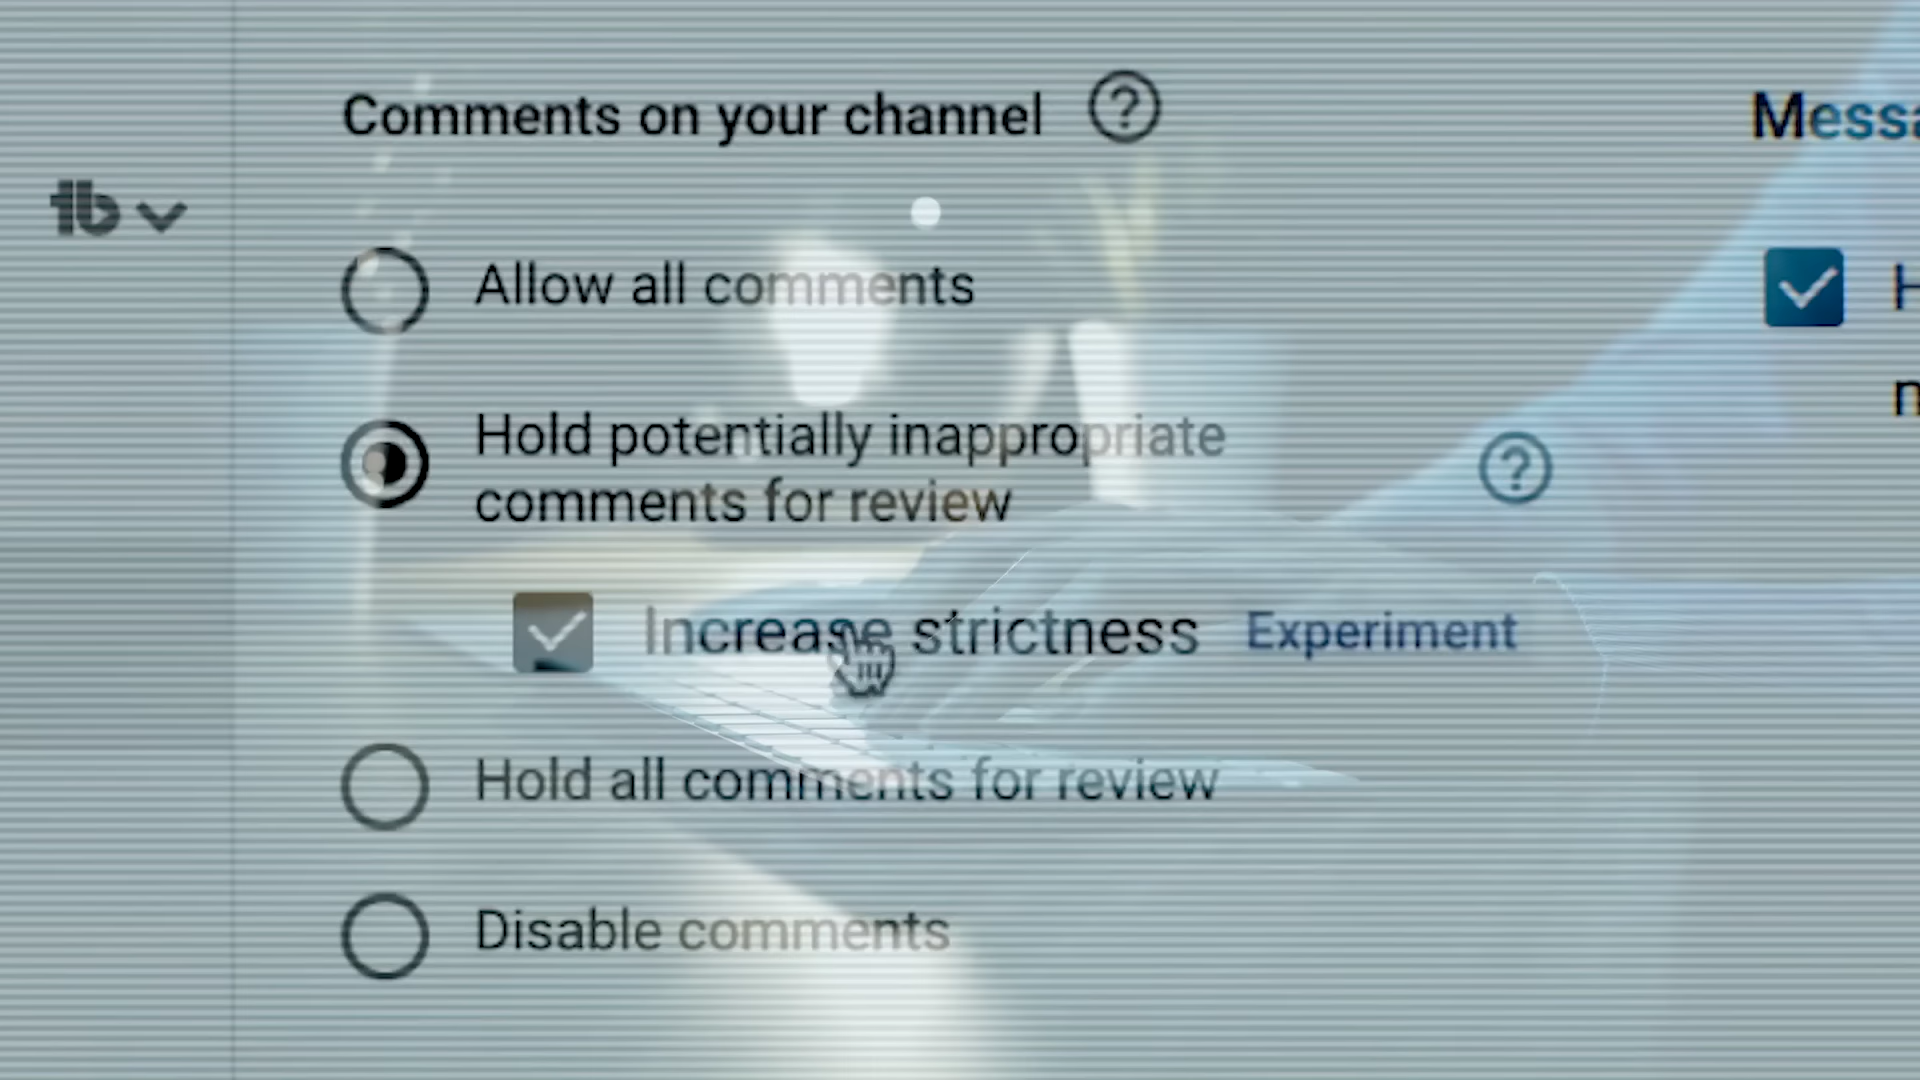 Comments on your channel
tb
Allow all comments
Hold potentially inappropriate
comments for review
Increase strictness Experiment
Hold all comments for review
Disable comments